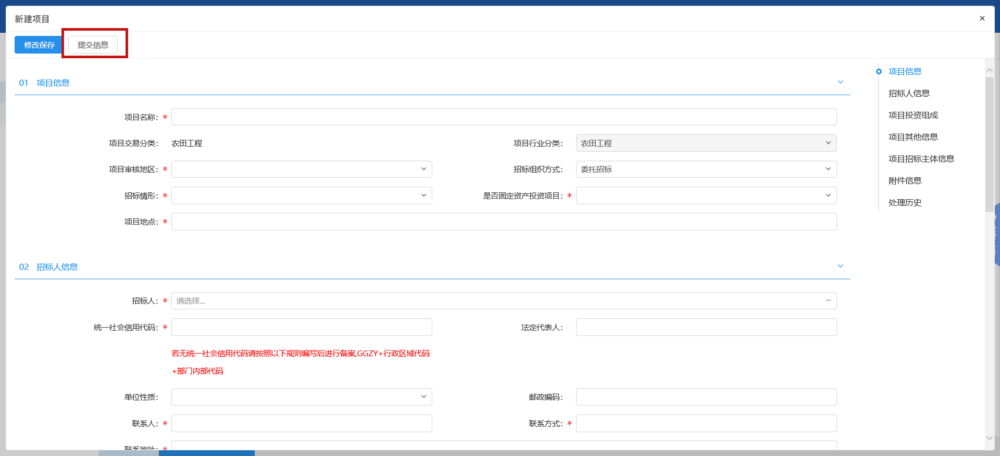 新建项目
×
修改保存 提交信息
01 项目信息
项目名称：*
项目交易分类： 农田工程 项目行业分类： 农田工程
项目审核地区：* 招标组织方式： 委托招标
招标情形：* 是否固定资产投资项目：*
项目地点：*
02 招标人信息
招标人：* 请选择... ...
统一社会信用代码：* 法定代表人：
若无统一社会信用代码请按照以下规则编写后进行备案,GGZY+行政区域代码
+部门内部代码
单位性质： 邮政编码：
联系人：* 联系方式：*
联系地址：*
项目信息
招标人信息
项目投资组成
项目其他信息
项目招标主体信息
附件信息
处理历史